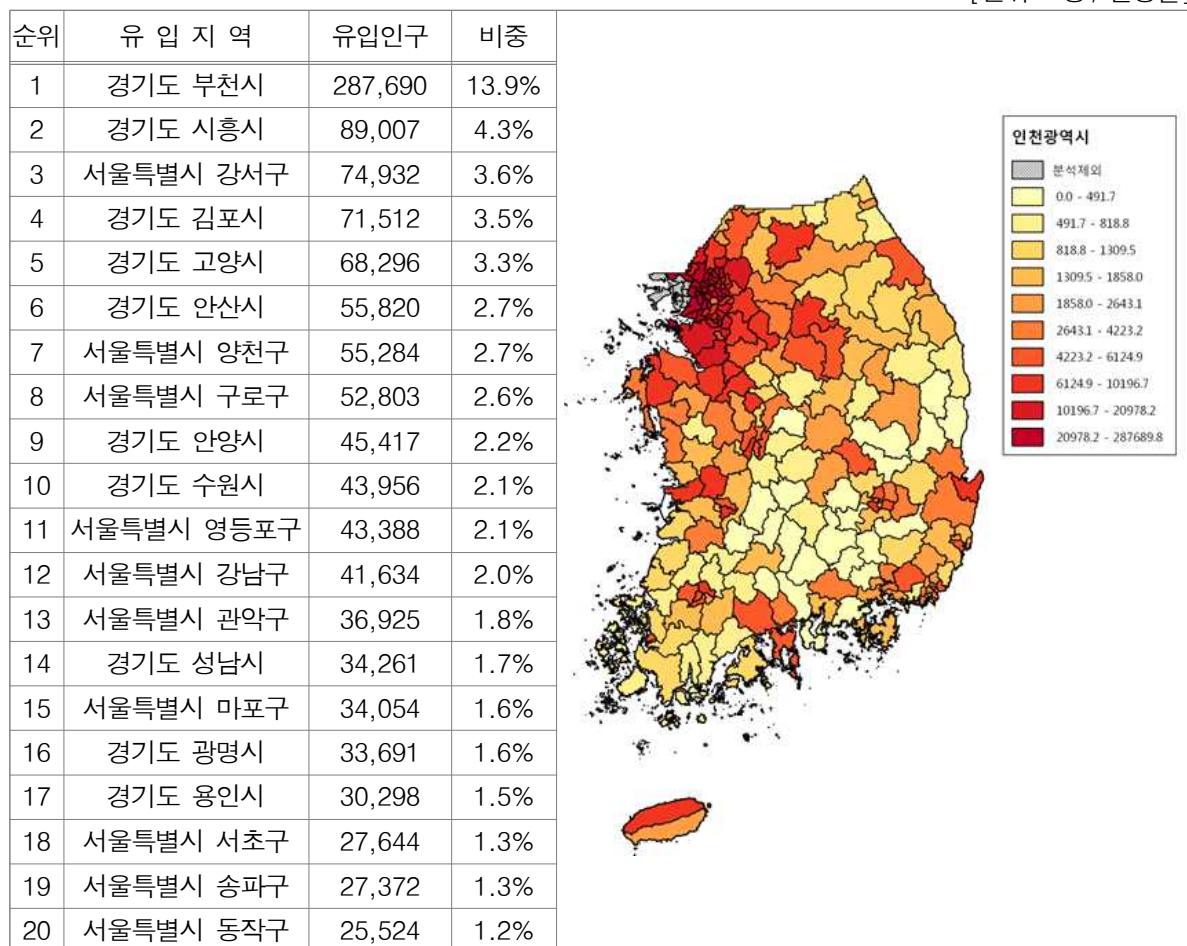 순위 유 입 지 역 유입인구 비중
1 경기도 부천시 287,690 13.9%
2 경기도 시흥시 89,007 4.3%
3 서울특별시 강서구 74,932 3.6%
4 경기도 김포시 71,512 3.5%
5 경기도 고양시 68,296 3.3%
6 경기도 안산시 55,820 2.7%
7 서울특별시 양천구 55,284 2.7%
8 서울특별시 구로구 52,803 2.6%
9 경기도 안양시 45,417 2.2%
10 경기도 수원시 43,956 2.1%
11 서울특별시 영등포구 43,388 2.1%
12 서울특별시 강남구 41,634 2.0%
13 서울특별시 관악구 36,925 1.8%
14 경기도 성남시 34,261 1.7%
15 서울특별시 마포구 34,054 1.6%
16 경기도 광명시 33,691 1.6%
17 경기도 용인시 30,298 1.5%
18 서울특별시 서초구 27,644 1.3%
19 서울특별시 송파구 27,372 1.3%
20 서울특별시 동작구 25,524 1.2%
인천광역시
분석제외
0.0 - 491.7
491.7 - 818.8
818.8 - 1309.5
1309.5 - 1858.0
1858.0 - 2643.1
2643.1 - 4223.2
4223.2 - 6124.9
6124.9 - 10196.7
10196.7 - 20978.2
20978.2 - 287689.8